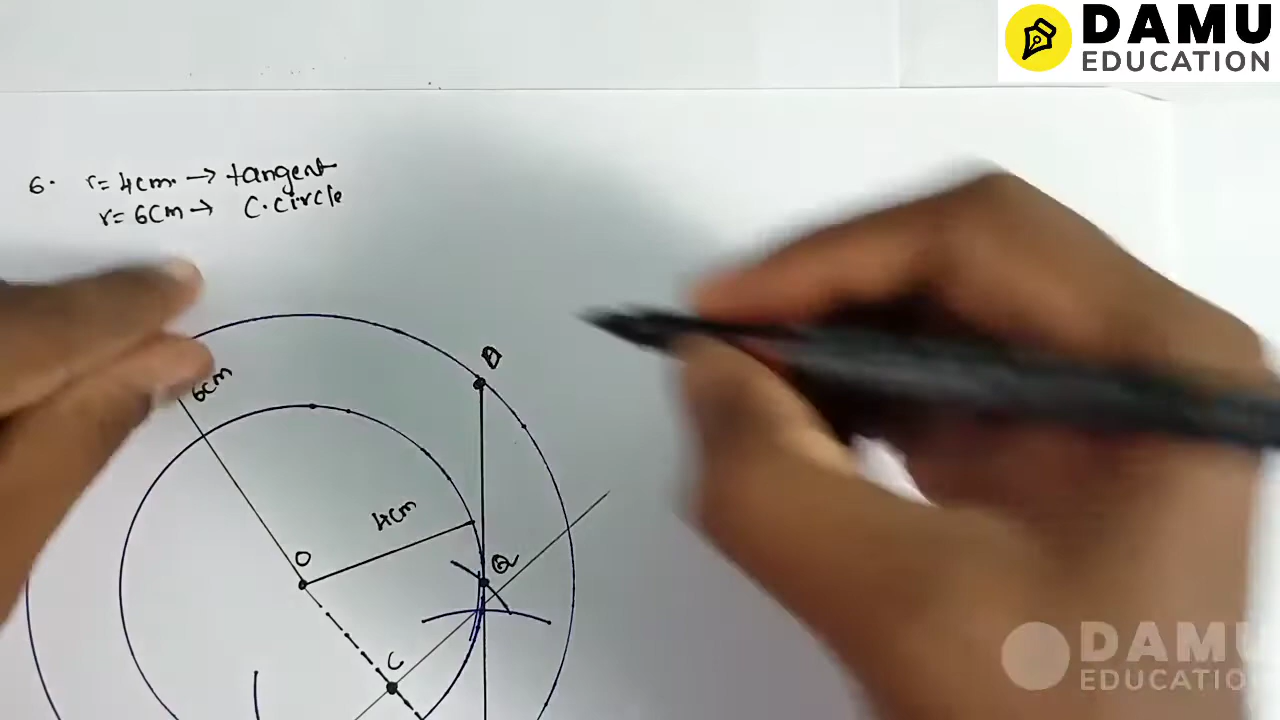 DAMU
EDUCATION
6. r=4cm → tangent
r=6cm → C.circle
6cm
4cm
O
Q
C
DAMU
EDUCATION